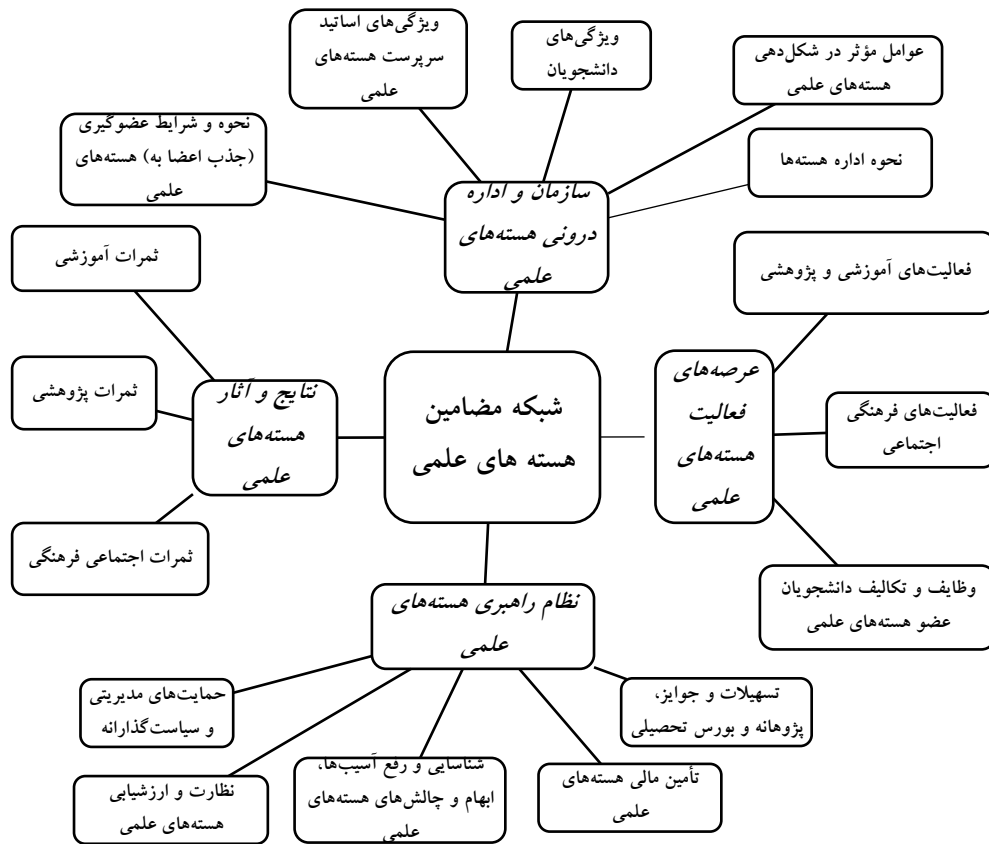 ویژگی‌های اساتید
سرپرست هسته‌های
علمی
ویژگی‌های
دانشجویان
عوامل مؤثر در شکل‌دهی
هسته‌های علمی
نحوه و شرایط عضوگیری
(جذب اعضا به) هسته‌های
علمی
نحوه اداره هسته‌ها
سازمان و اداره
درونی هسته‌های
علمی
ثمرات آموزشی
فعالیت‌های آموزشی و پژوهشی
ثمرات پژوهشی
نتایج و آثار
هسته‌های
علمی
شبکه مضامین
هسته های علمی
عرصه‌های
فعالیت
هسته‌های
علمی
فعالیت‌های فرهنگی
اجتماعی
ثمرات اجتماعی فرهنگی
وظایف و تکالیف دانشجویان
عضو هسته‌های علمی
نظام راهبری هسته‌های
علمی
حمایت‌های مدیریتی
و سیاست‌گذارانه
تسهیلات و جوایز،
پژوهانه و بورس تحصیلی
نظارت و ارزشیابی
هسته‌های علمی
شناسایی و رفع آسیب‌ها،
ابهام و چالش‌های هسته‌های
علمی
تأمین مالی هسته‌های
علمی